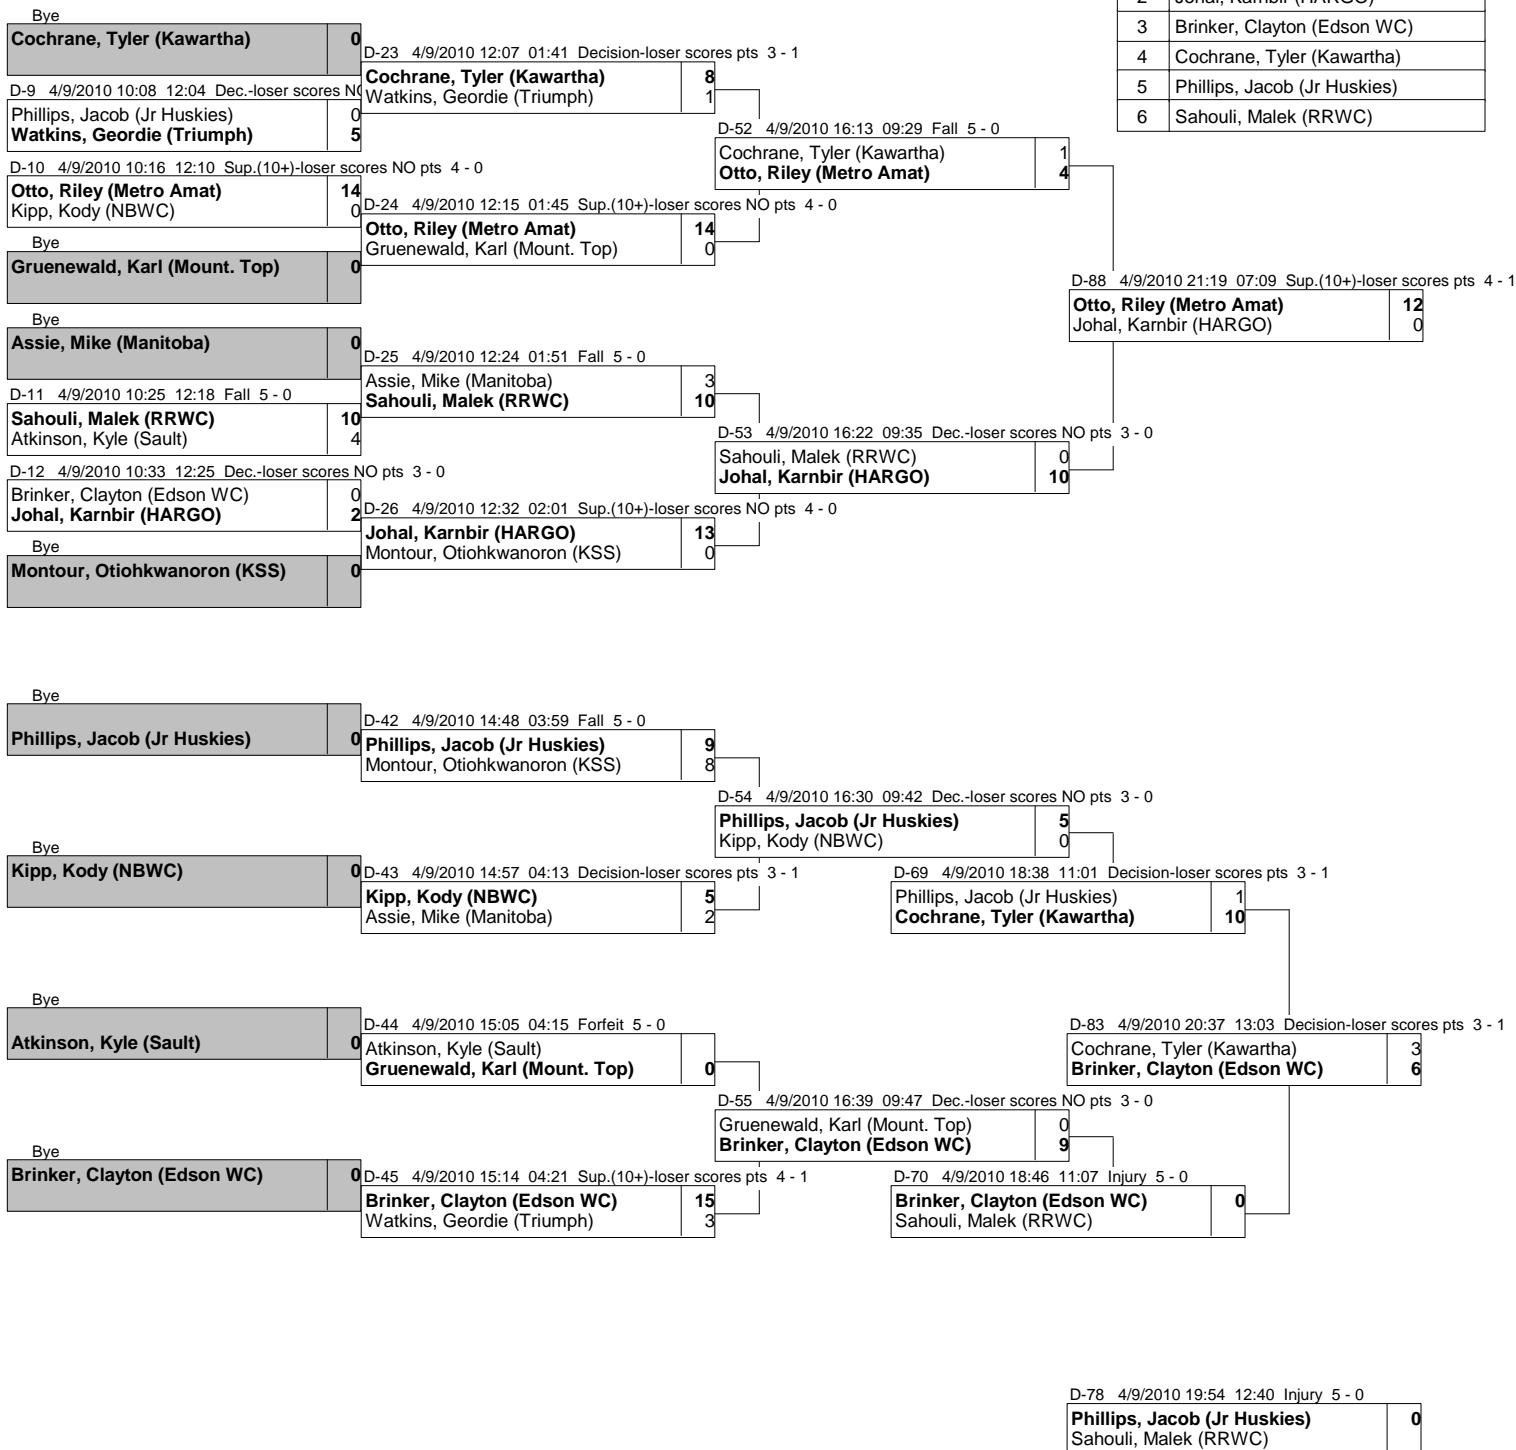 2 Johal, Karnbir (HARGO)
3 Brinker, Clayton (Edson WC)
4 Cochrane, Tyler (Kawartha)
5 Phillips, Jacob (Jr Huskies)
6 Sahouli, Malek (RRWC)
Bye
Cochrane, Tyler (Kawartha) 0
D-9 4/9/2010 10:08 12:04 Dec.-loser scores NO
Phillips, Jacob (Jr Huskies) 0
Watkins, Geordie (Triumph) 5
D-10 4/9/2010 10:16 12:10 Sup.(10+)-loser scores NO pts 4 - 0
Otto, Riley (Metro Amat) 14
Kipp, Kody (NBWC) 0
Bye
Gruenewald, Karl (Mount. Top) 0
Bye
Assie, Mike (Manitoba) 0
D-11 4/9/2010 10:25 12:18 Fall 5 - 0
Sahouli, Malek (RRWC) 10
Atkinson, Kyle (Sault) 4
D-12 4/9/2010 10:33 12:25 Dec.-loser scores NO pts 3 - 0
Brinker, Clayton (Edson WC) 0
Johal, Karnbir (HARGO) 2
Bye
Montour, Otiohkwanoron (KSS) 0
D-23 4/9/2010 12:07 01:41 Decision-loser scores pts 3 - 1
Cochrane, Tyler (Kawartha) 8
Watkins, Geordie (Triumph) 1
D-24 4/9/2010 12:15 01:45 Sup.(10+)-loser scores NO pts 4 - 0
Otto, Riley (Metro Amat) 14
Gruenewald, Karl (Mount. Top) 0
D-25 4/9/2010 12:24 01:51 Fall 5 - 0
Assie, Mike (Manitoba) 3
Sahouli, Malek (RRWC) 10
D-26 4/9/2010 12:32 02:01 Sup.(10+)-loser scores NO pts 4 - 0
Johal, Karnbir (HARGO) 13
Montour, Otiohkwanoron (KSS) 0
D-52 4/9/2010 16:13 09:29 Fall 5 - 0
Cochrane, Tyler (Kawartha) 1
Otto, Riley (Metro Amat) 4
D-53 4/9/2010 16:22 09:35 Dec.-loser scores NO pts 3 - 0
Sahouli, Malek (RRWC) 0
Johal, Karnbir (HARGO) 10
D-88 4/9/2010 21:19 07:09 Sup.(10+)-loser scores pts 4 - 1
Otto, Riley (Metro Amat) 12
Johal, Karnbir (HARGO) 0
Bye
Phillips, Jacob (Jr Huskies) 0
Bye
Kipp, Kody (NBWC) 0
Bye
Atkinson, Kyle (Sault) 0
Bye
Brinker, Clayton (Edson WC) 0
D-42 4/9/2010 14:48 03:59 Fall 5 - 0
Phillips, Jacob (Jr Huskies) 9
Montour, Otiohkwanoron (KSS) 8
D-43 4/9/2010 14:57 04:13 Decision-loser scores pts 3 - 1
Kipp, Kody (NBWC) 5
Assie, Mike (Manitoba) 2
D-44 4/9/2010 15:05 04:15 Forfeit 5 - 0
Atkinson, Kyle (Sault)
Gruenewald, Karl (Mount. Top) 0
D-45 4/9/2010 15:14 04:21 Sup.(10+)-loser scores pts 4 - 1
Brinker, Clayton (Edson WC) 15
Watkins, Geordie (Triumph) 3
D-54 4/9/2010 16:30 09:42 Dec.-loser scores NO pts 3 - 0
Phillips, Jacob (Jr Huskies) 5
Kipp, Kody (NBWC) 0
D-55 4/9/2010 16:39 09:47 Dec.-loser scores NO pts 3 - 0
Gruenewald, Karl (Mount. Top) 0
Brinker, Clayton (Edson WC) 9
D-69 4/9/2010 18:38 11:01 Decision-loser scores pts 3 - 1
Phillips, Jacob (Jr Huskies) 1
Cochrane, Tyler (Kawartha) 10
D-70 4/9/2010 18:46 11:07 Injury 5 - 0
Brinker, Clayton (Edson WC) 0
Sahouli, Malek (RRWC)
D-83 4/9/2010 20:37 13:03 Decision-loser scores pts 3 - 1
Cochrane, Tyler (Kawartha) 3
Brinker, Clayton (Edson WC) 6
D-78 4/9/2010 19:54 12:40 Injury 5 - 0
Phillips, Jacob (Jr Huskies) 0
Sahouli, Malek (RRWC)